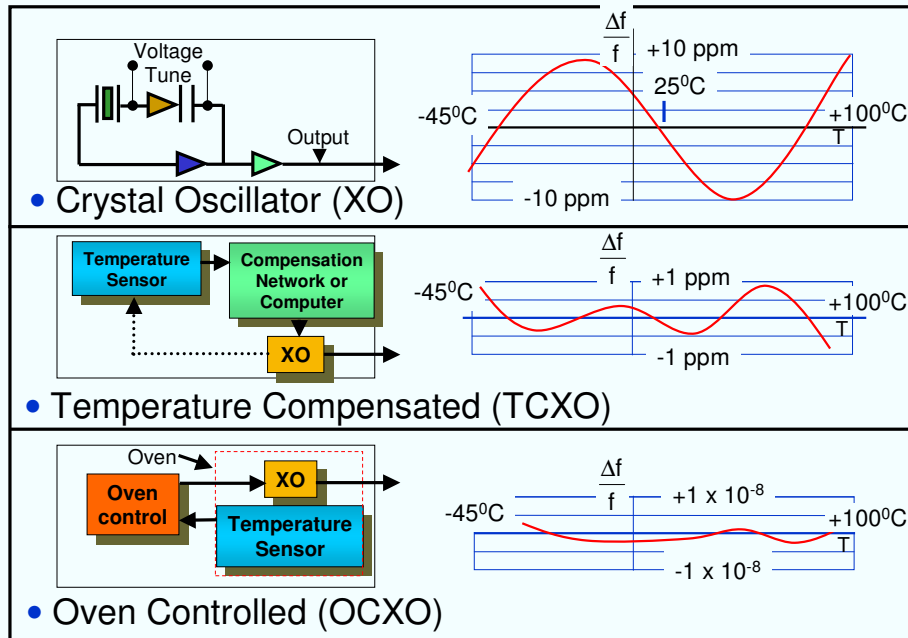 Voltage
Tune
Output
• Crystal Oscillator (XO)
Δf
f
+10 ppm
25⁰C
-45⁰C
+100⁰C
T
-10 ppm
Temperature
Sensor
Compensation
Network or
Computer
XO
• Temperature Compensated (TCXO)
Δf
f
+1 ppm
-45⁰C
+100⁰C
T
-1 ppm
Oven
Oven
control
XO
Temperature
Sensor
• Oven Controlled (OCXO)
Δf
f
+1 x 10⁻⁸
-45⁰C
+100⁰C
T
-1 x 10⁻⁸